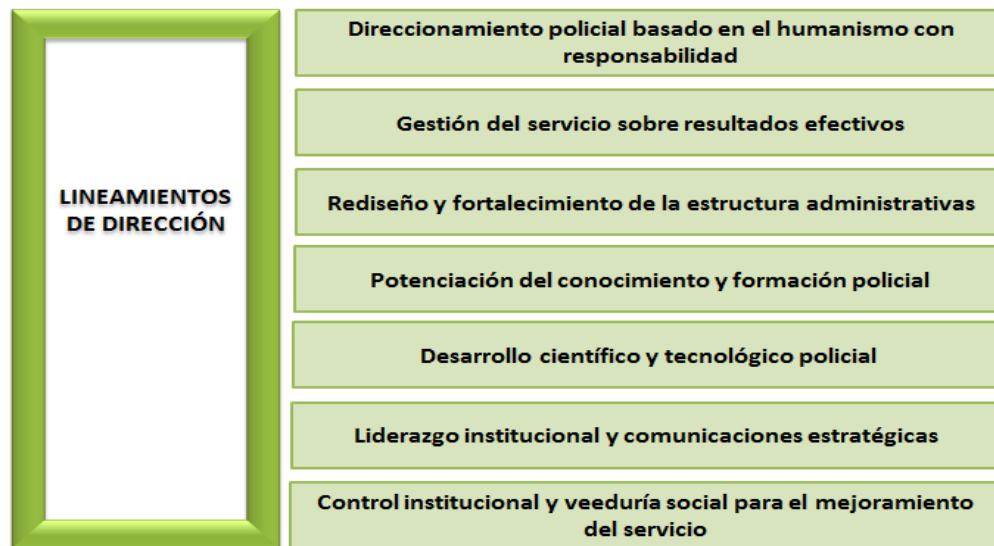 LINEAMIENTOS
DE DIRECCIÓN
Direccionamiento policial basado en el humanismo con
responsabilidad
Gestión del servicio sobre resultados efectivos
Rediseño y fortalecimiento de la estructura administrativas
Potenciación del conocimiento y formación policial
Desarrollo científico y tecnológico policial
Liderazgo institucional y comunicaciones estratégicas
Control institucional y veeduría social para el mejoramiento
del servicio